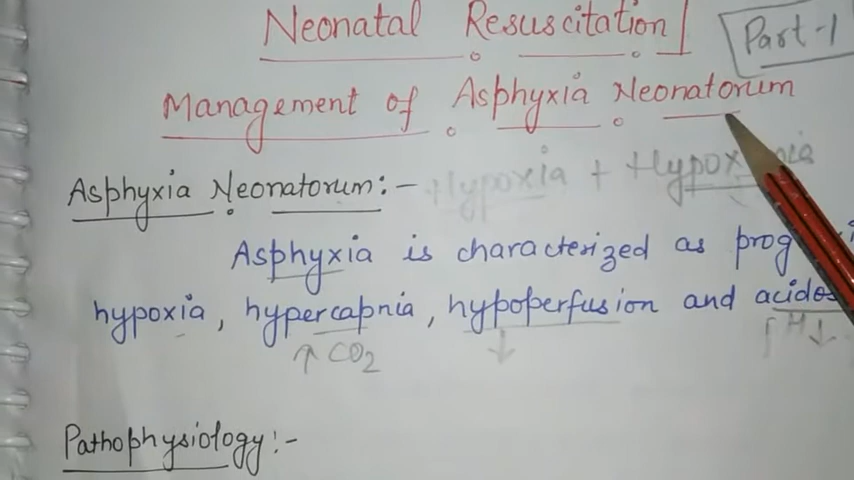 Neonatal Resuscitation]
Part-1
Management of Asphyxia Neonatorum
Asphyxia Neonatorum:- Hypoxia +
Asphyxia is characterized as
hypoxia, hypercapnia, hypoperfusion and
↑ CO2 ↓ ↓
Pathophysiology:-